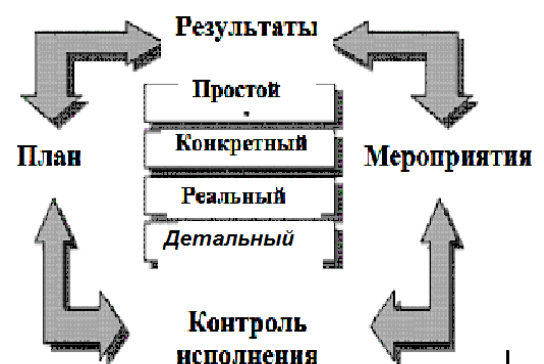 Результаты
Простой
Конкретный
План
Мероприятия
Реальный
Детальный
Контроль
исполнения